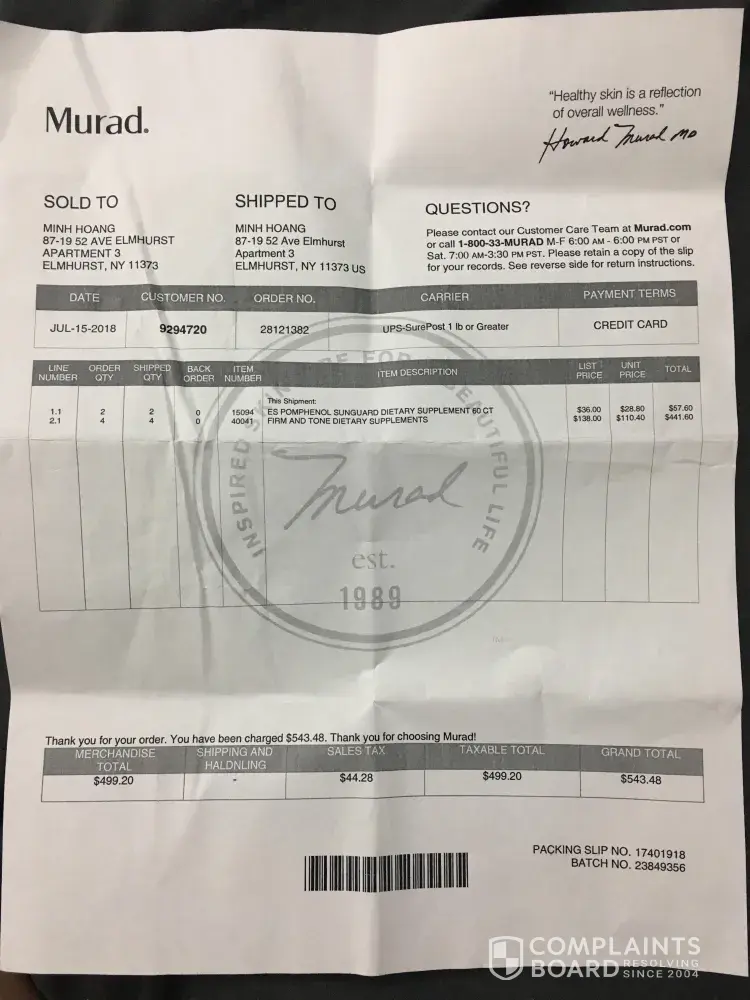 Murad.
"Healthy skin is a reflection
of overall wellness."
Howard Murad MD
SOLD TO
MINH HOANG
87-19 52 AVE ELMHURST
APARTMENT 3
ELMHURST, NY 11373
SHIPPED TO
MINH HOANG
87-19 52 Ave Elmhurst
Apartment 3
ELMHURST, NY 11373 US
QUESTIONS?
Please contact our Customer Care Team at Murad.com
or call 1-800-33-MURAD M-F 6:00 AM - 6:00 PM PST or
Sat. 7:00 AM-3:30 PM PST. Please retain a copy of the slip
for your records. See reverse side for return instructions.
DATE CUSTOMER NO. ORDER NO. CARRIER PAYMENT TERMS
JUL-15-2018 9294720 28121382 UPS-SurePost 1 lb or Greater CREDIT CARD
LINE NUMBER ORDER QTY SHIPPED QTY BACK ORDER ITEM NUMBER ITEM DESCRIPTION LIST PRICE UNIT PRICE TOTAL
This Shipment:
1.1 2 2 0 15094 ES POMPHENOL SUNGUARD DIETARY SUPPLEMENT 60 CT $36.00 $28.80 $57.60
2.1 4 4 0 40041 FIRM AND TONE DIETARY SUPPLEMENTS $138.00 $110.40 $441.60
INSPIRED SKINCARE FOR BEAUTIFUL LIFE
Murad
est.
1989
Thank you for your order. You have been charged $543.48. Thank you for choosing Murad!
MERCHANDISE TOTAL SHIPPING AND HALDNLING SALES TAX TAXABLE TOTAL GRAND TOTAL
$499.20 - $44.28 $499.20 $543.48
PACKING SLIP NO. 17401918
BATCH NO. 23849356
COMPLAINTS
BOARD RESOLVING
SINCE 2004